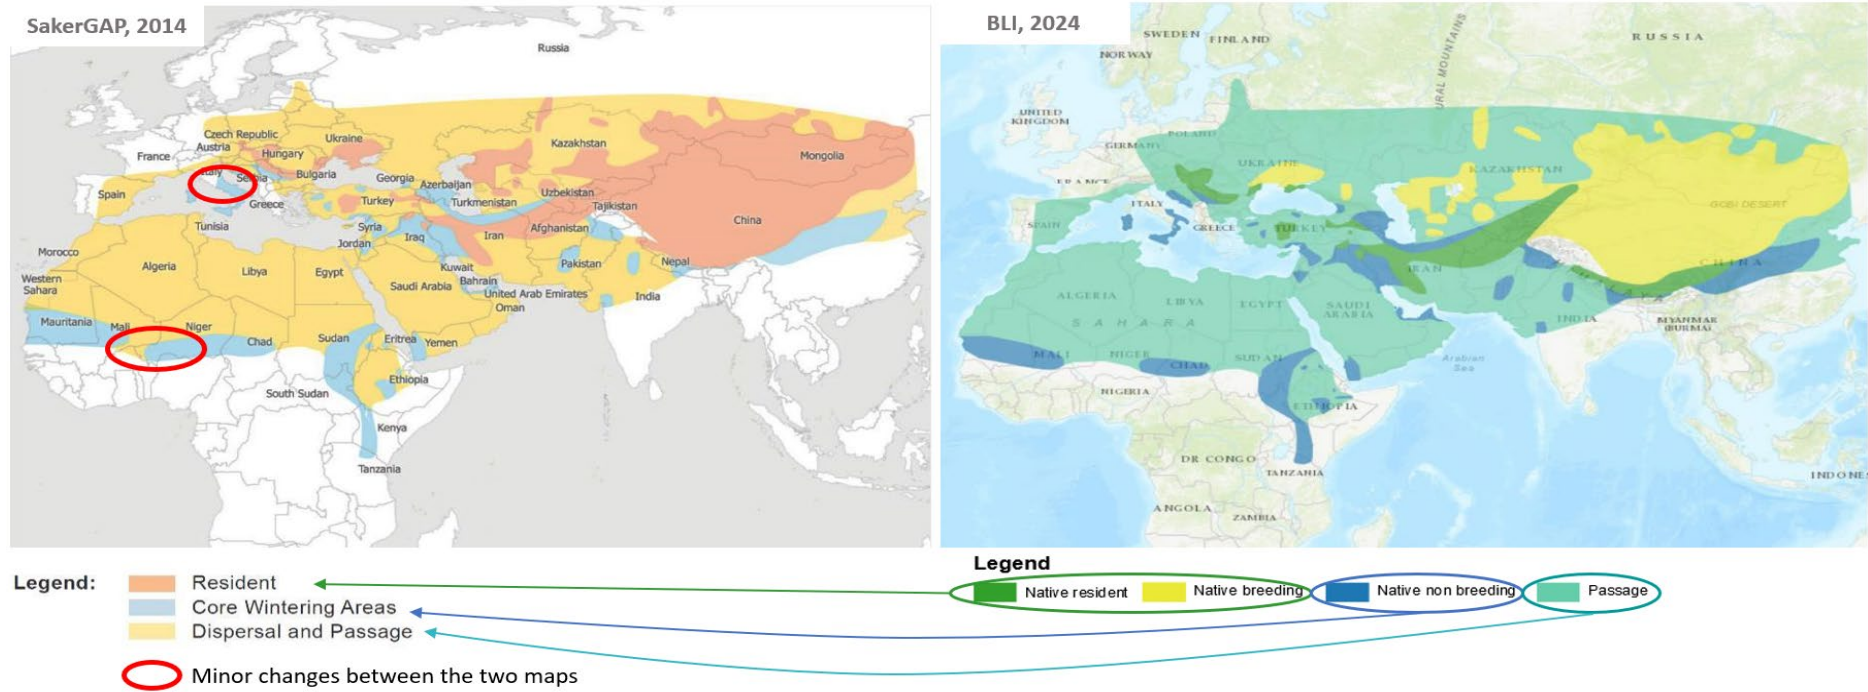 SakerGAP, 2014
Russia
Czech Republic
Ukraine
Austria
France
Hungary
Kazakhstan
Mongolia
Italy
Serbia
Bulgaria
Georgia
Azerbaijan
Spain
Uzbekistan
Turkey
Turkmenistan
Greece
Tajikistan
China
Tunisia
Syria
Iraq
Iran
Afghanistan
Jordan
Morocco
Algeria
Libya
Egypt
Kuwait
Pakistan
Nepal
Western
Sahara
Saudi Arabia
Bahrain
United Arab Emirates
India
Oman
Mauritania
Mali
Niger
Chad
Sudan
Eritrea
Yemen
Ethiopia
South Sudan
Kenya
Tanzania
BLI, 2024
SWEDEN
FINLAND
NORWAY
RUSSIA
URAL MOUNTAINS
UNITED
KINGDOM
POLAND
GERMANY
UKRAINE
KAZAKHSTAN
FRANCE
ITALY
GOBI DESERT
SPAIN
GREECE
TURKEY
IRAN
CHINA
ALGERIA
LIBYA
EGYPT
SAUDI
ARABIA
SAHARA
INDIA
MYANMAR
(BURMA)
MALI
NIGER
CHAD
SUDAN
Arabian
Sea
NIGERIA
ETHIOPIA
DR CONGO
TANZANIA
INDONE
ANGOLA
ZAMBIA
Legend:
Resident
Core Wintering Areas
Dispersal and Passage
Minor changes between the two maps
Legend
Native resident
Native breeding
Native non breeding
Passage